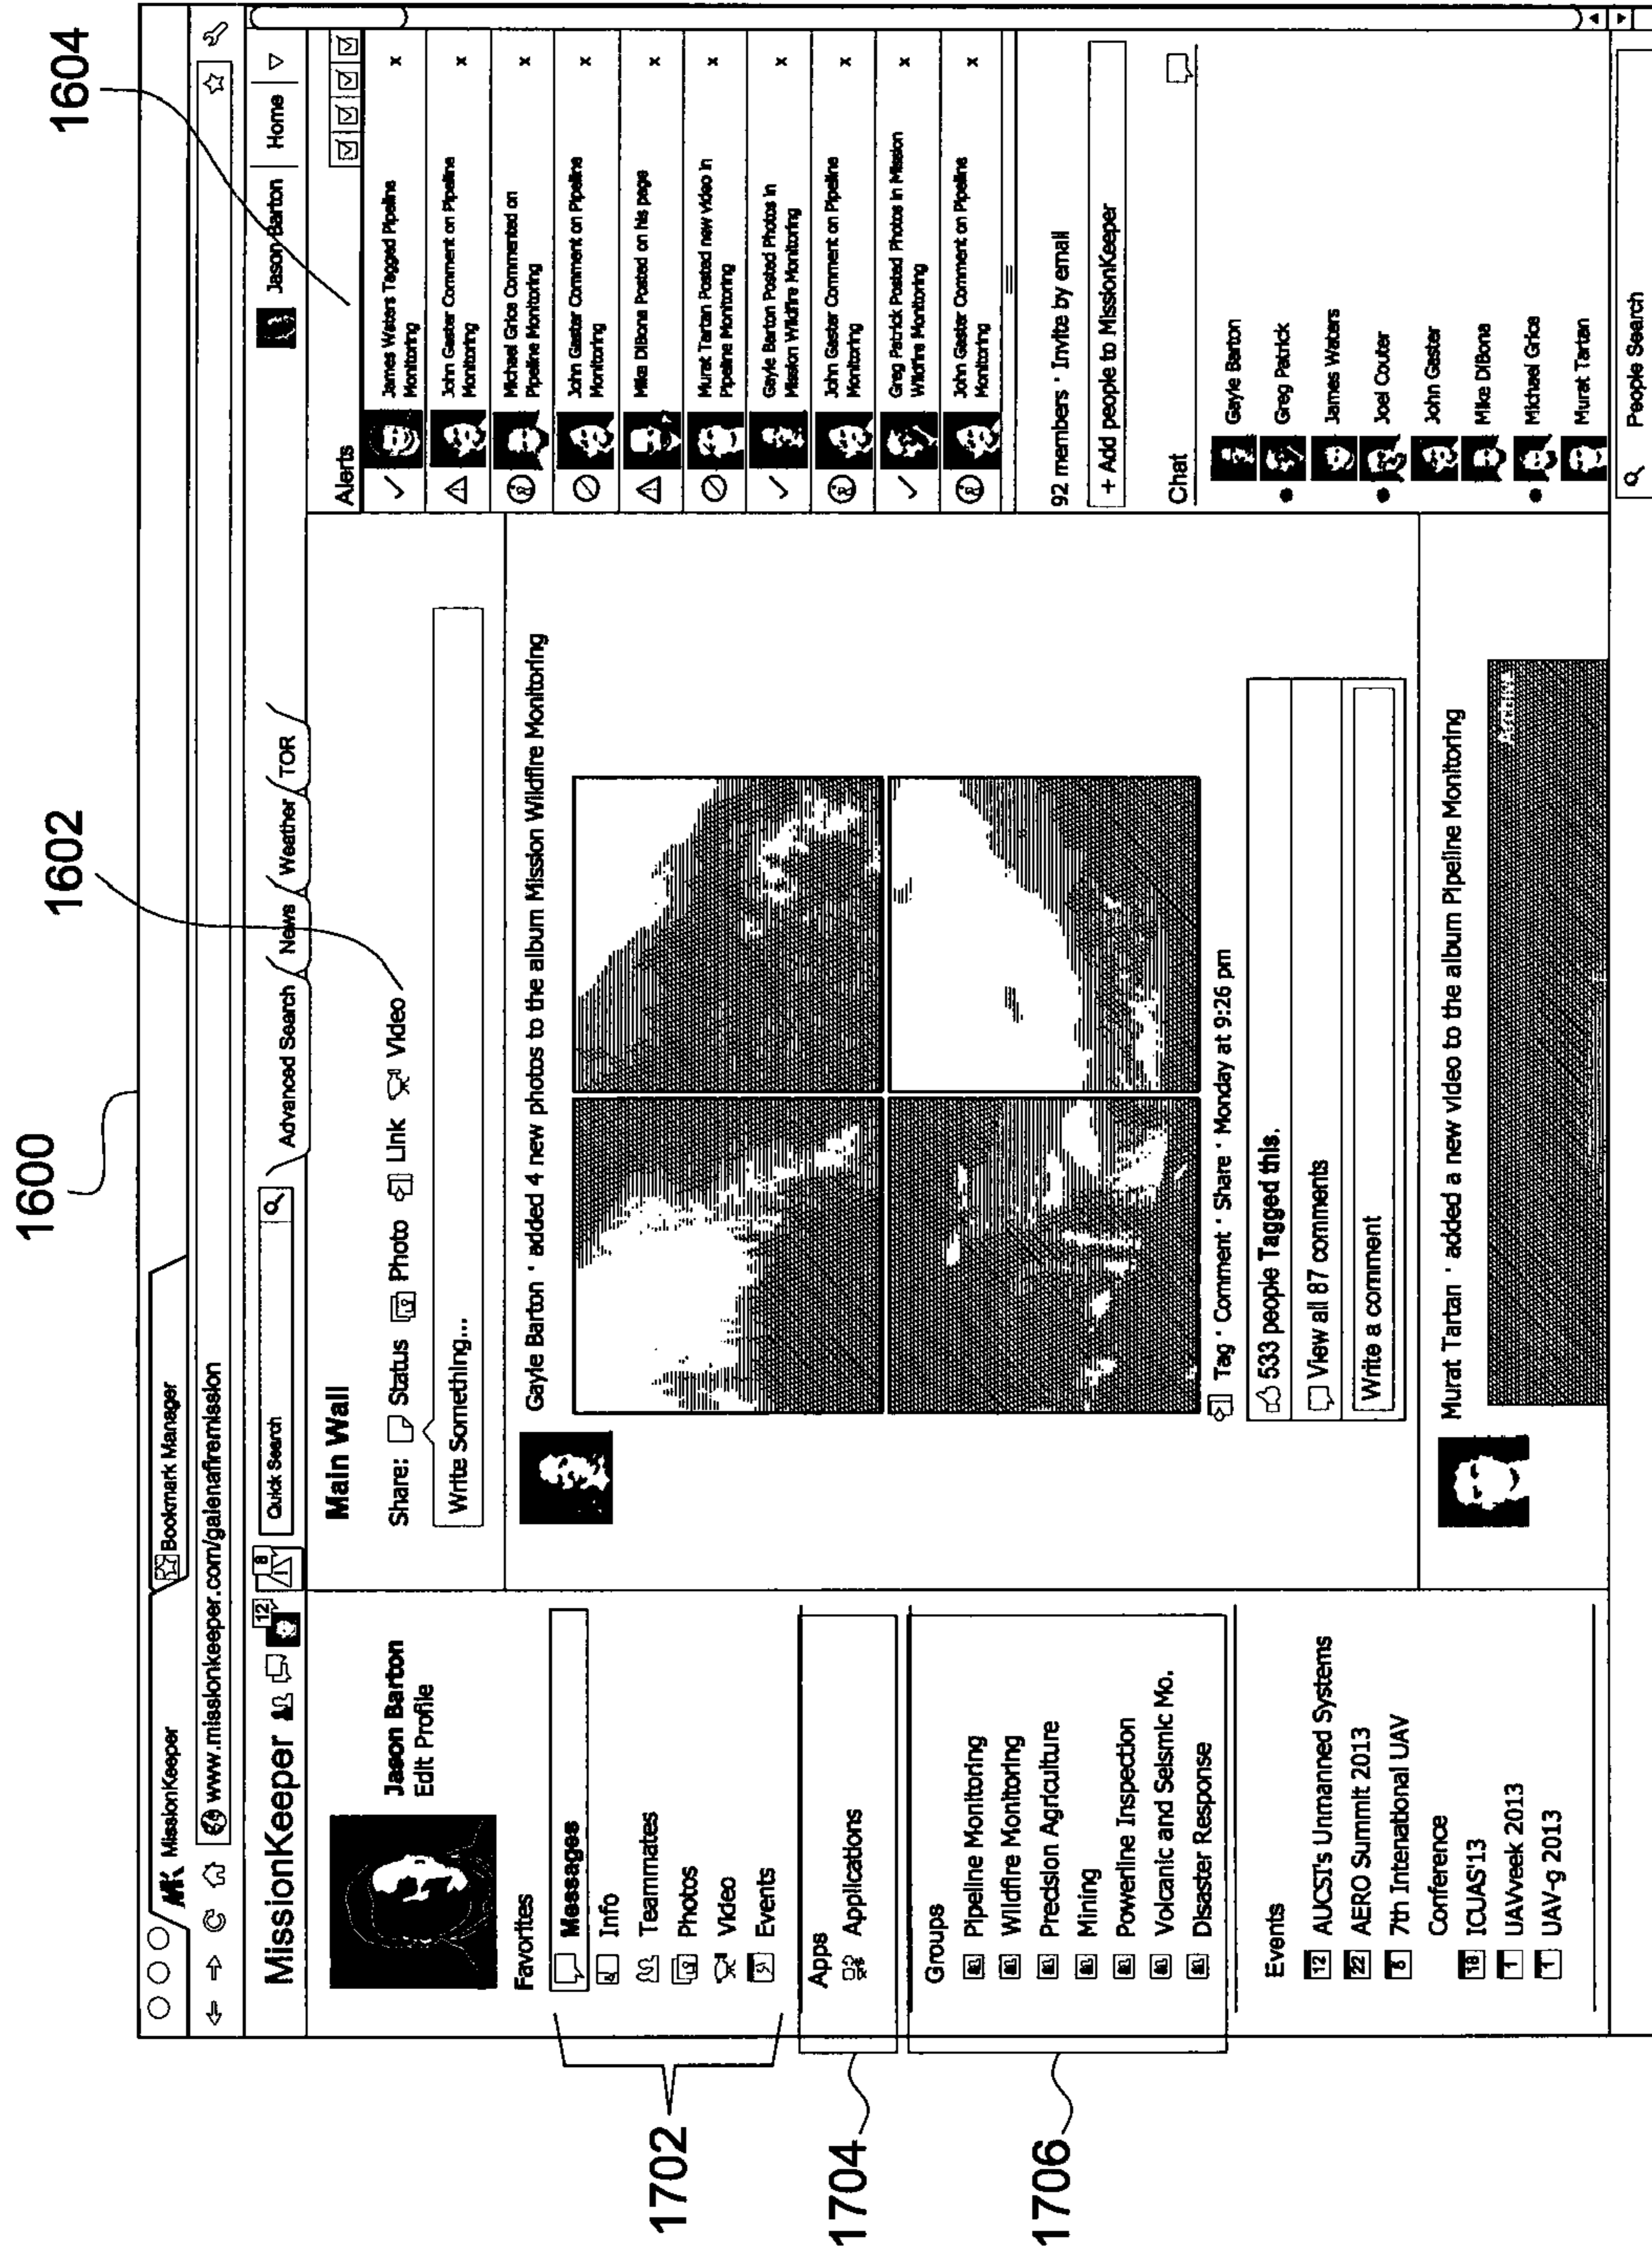 1600
1602
1604
MK MissionKeeper
Bookmark Manager
www.missionkeeper.com/galenafiremission
MissionKeeper
12
8
Quick Search
Advanced Search
News
Weather
TOR
Jason Barton
Home
Jason Barton
Edit Profile
Favorites
Messages
Info
Teammates
Photos
Video
Events
1702
Apps
Applications
1704
Groups
Pipeline Monitoring
Wildfire Monitoring
Precision Agriculture
Mining
Powerline Inspection
Volcanic and Seismic Mo.
Disaster Response
1706
Events
12 AUCSI's Unmanned Systems
22 AERO Summit 2013
6 7th Intenational UAV
Conference
18 ICUAS'13
1 UAVveek 2013
1 UAV-g 2013
Main Wall
Share: Status Photo Link Video
Write Something...
Gayle Barton ' added 4 new photos to the album Mission Wildfire Monitoring
Tag ' Comment ' Share ' Monday at 9:26 pm
533 people Tagged this.
View all 87 comments
Write a comment
Murat Tartan ' added a new video to the album Pipeline Monitoring
Archive
Alerts
James Waters Tagged Pipeline
Monitoring
x
John Gaster Comment on Pipeline
Monitoring
x
Michael Grice Commented on
Pipeline Monitoring
x
John Gaster Comment on Pipeline
Monitoring
x
Mike DiBona Posted on his page
x
Murat Tartan Posted new video in
Pipeline Monitoring
x
Gayle Barton Posted Photos in
Mission Wildfire Monitoring
x
John Gaster Comment on Pipeline
Monitoring
x
Greg Patrick Posted Photos in Mission
Wildfire Monitoring
x
John Gaster Comment on Pipeline
Monitoring
x
92 members ' Invite by email
+ Add people to MissionKeeper
Chat
Gayle Barton
Greg Patrick
James Waters
Joel Couter
John Gaster
Mike DiBona
Michael Grice
Murat Tartan
People Search